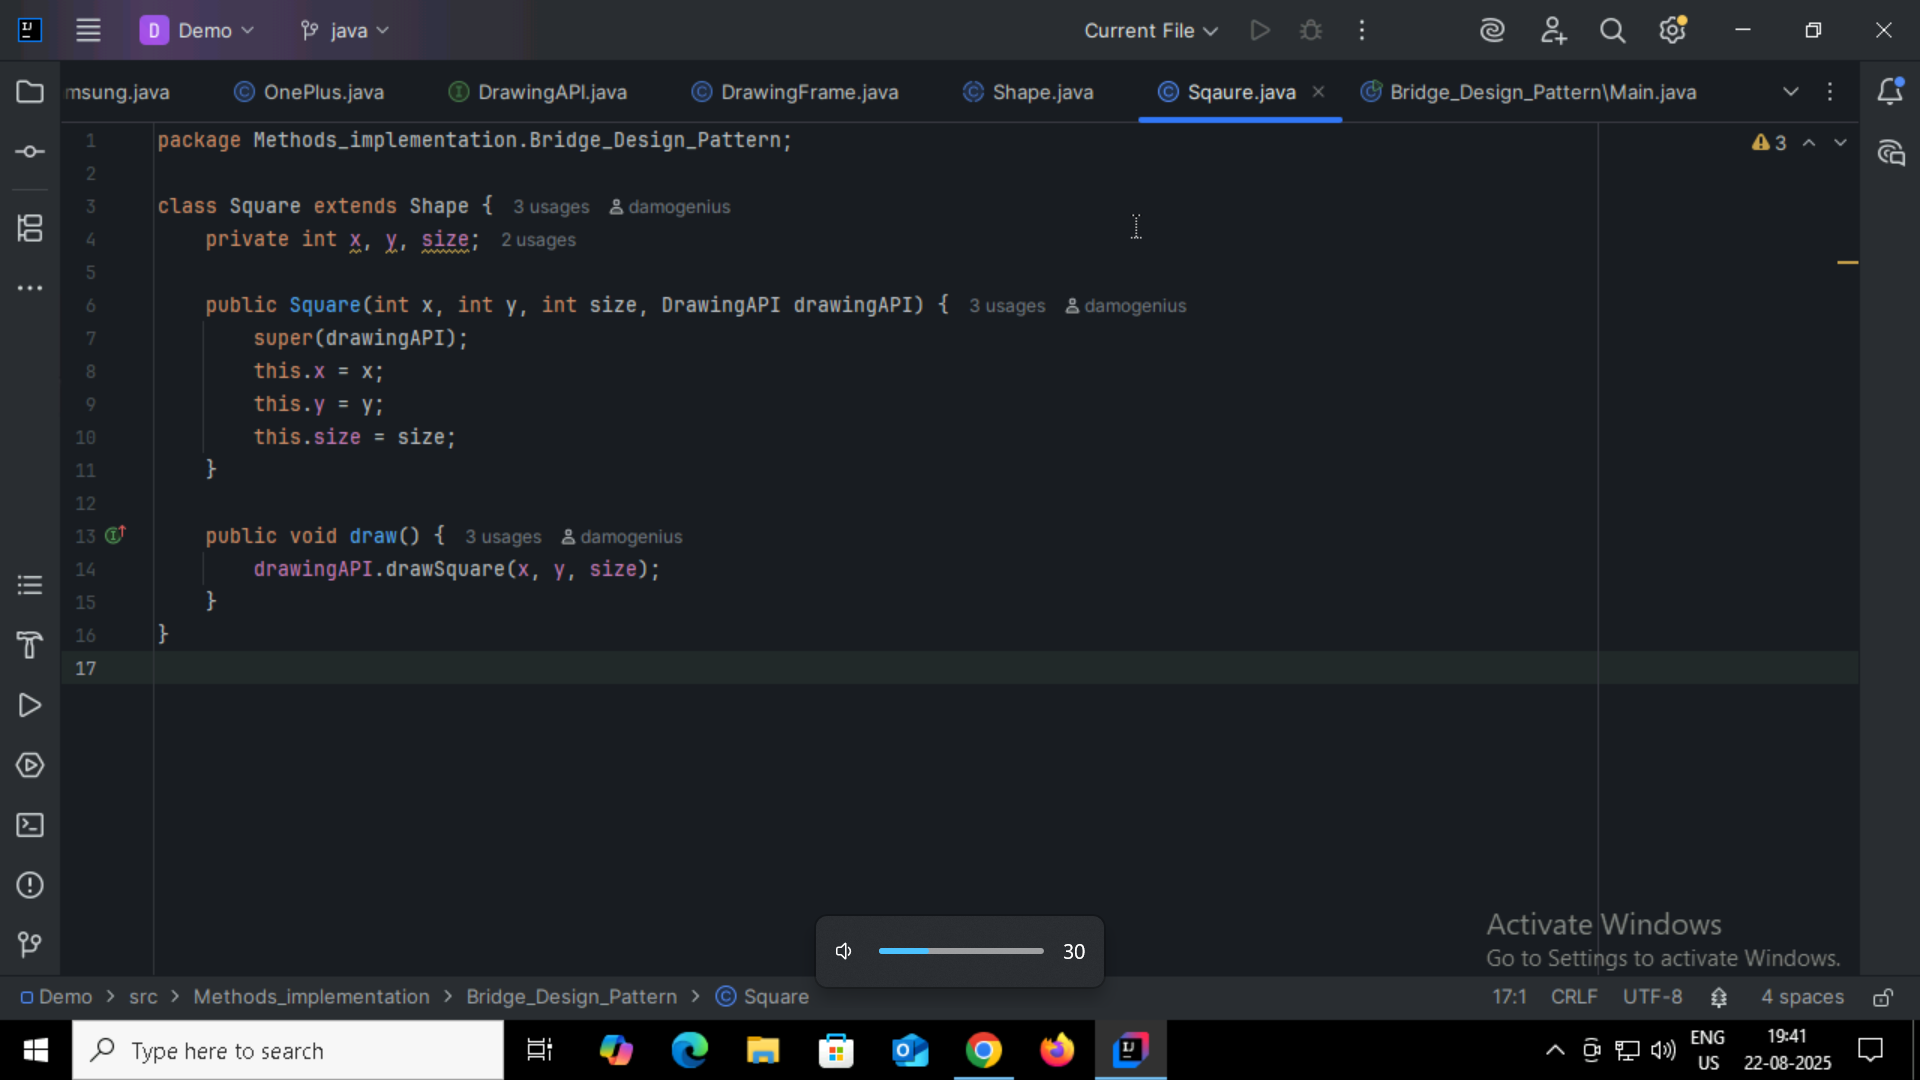 D Demo java Current File
msung.java OnePlus.java DrawingAPI.java DrawingFrame.java Shape.java Sqaure.java Bridge_Design_Pattern\Main.java
1 package Methods_implementation.Bridge_Design_Pattern; 3
2
3 class Square extends Shape { 3 usages damogenius
4 private int x, y, size; 2 usages
5
6 public Square(int x, int y, int size, DrawingAPI drawingAPI) { 3 usages damogenius
7 super(drawingAPI);
8 this.x = x;
9 this.y = y;
10 this.size = size;
11 }
12
13 public void draw() { 3 usages damogenius
14 drawingAPI.drawSquare(x, y, size);
15 }
16 }
17
Activate Windows
30
Go to Settings to activate Windows.
Demo > src > Methods_implementation > Bridge_Design_Pattern > Square 17:1 CRLF UTF-8 4 spaces
Type here to search
ENG
US
19:41
22-08-2025